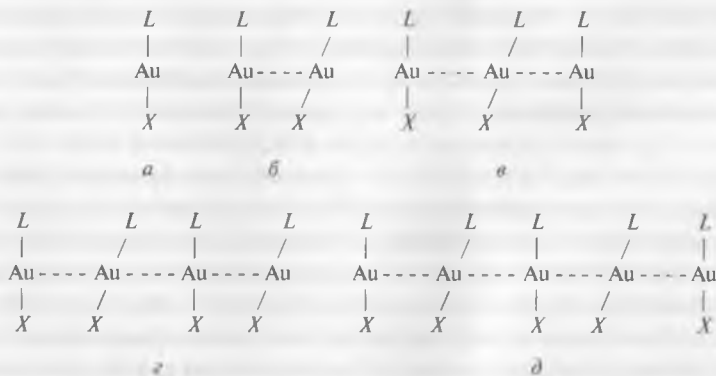 L L L L L L
Au Au Au Au Au Au
X X X X X X
а б в
L L L L L L L L L
Au Au Au Au Au Au Au Au Au
X X X X X X X X X
г д